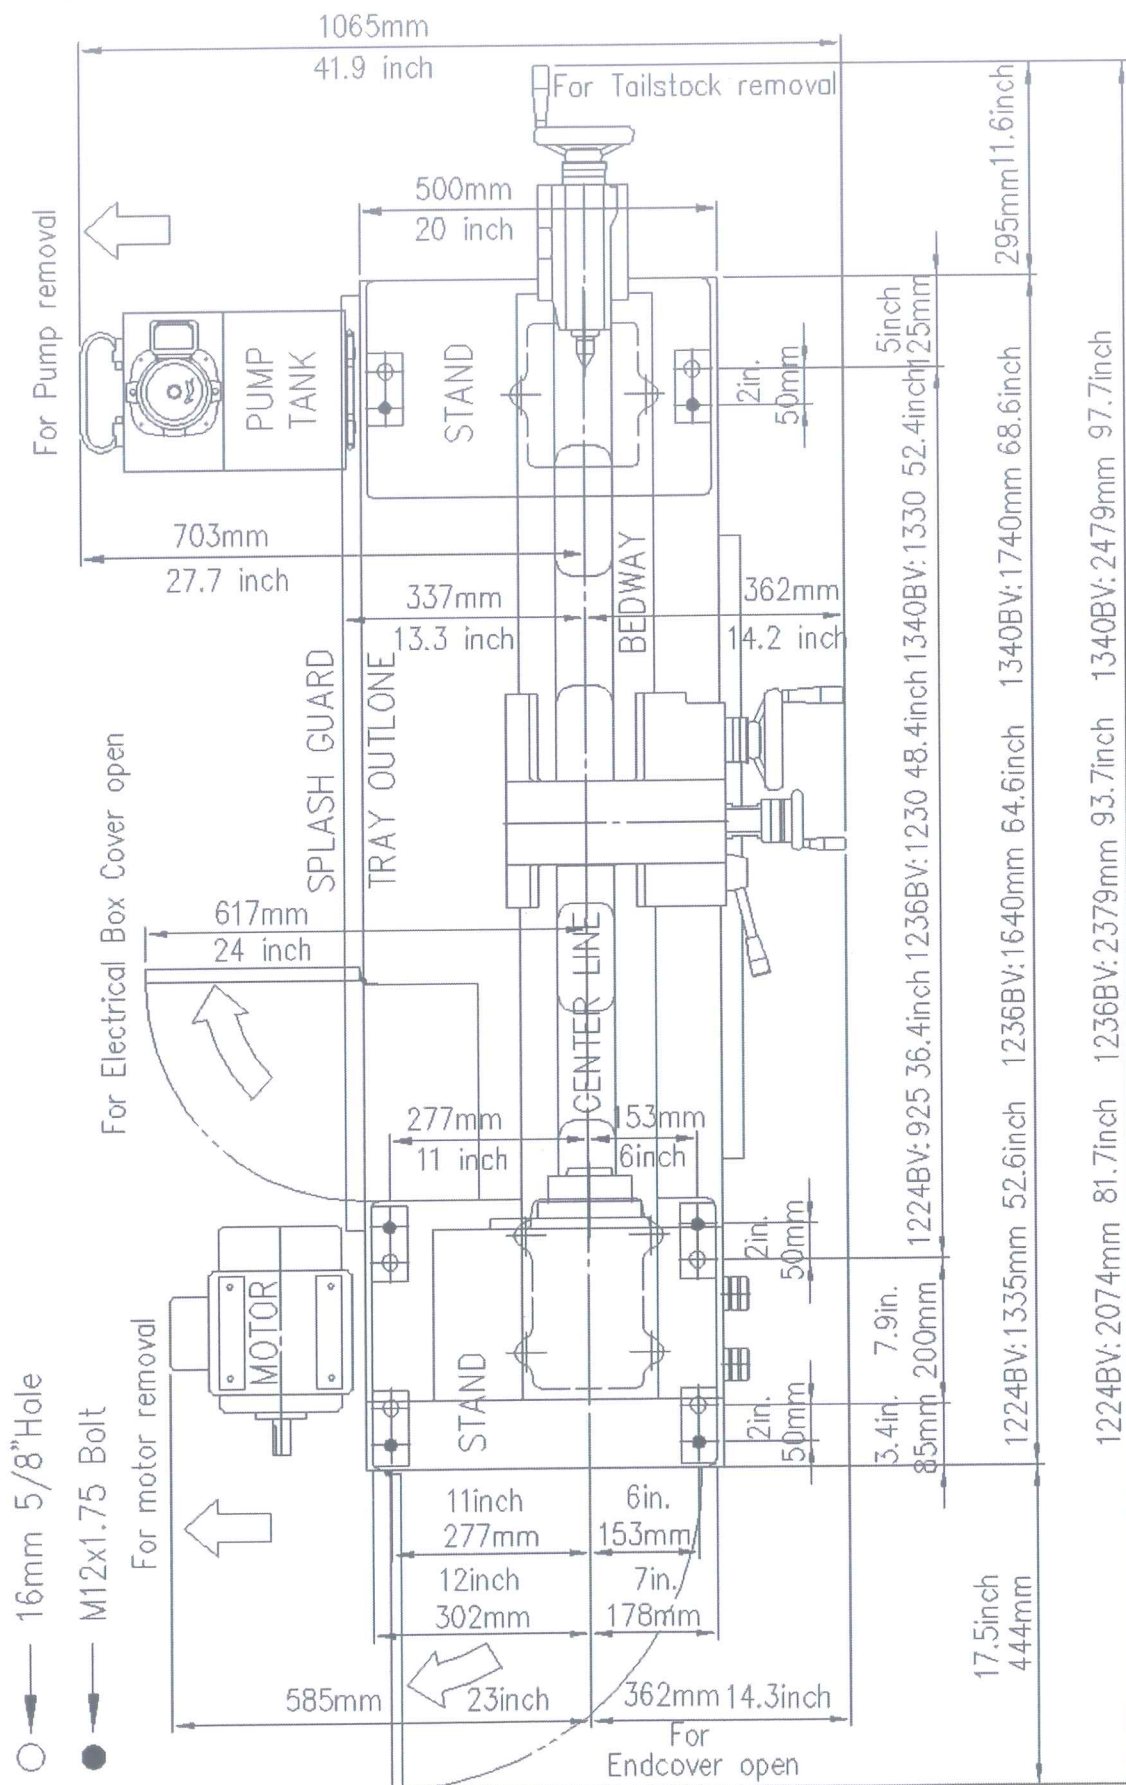 1065mm
41.9 inch
For Tailstock removal
295mm 11.6inch
500mm
20 inch
For Pump removal
PUMP
TANK
STAND
2in.
50mm
5inch
125mm
703mm
27.7 inch
337mm
13.3 inch
BEDWAY
362mm
14.2 inch
SPLASH GUARD
TRAY OUTLONE
For Electrical Box Cover open
617mm
24 inch
CENTER LINE
277mm
11 inch
153mm
6inch
1224BV:925 36.4inch 1236BV:1230 48.4inch 1340BV:1330 52.4inch
1224BV:1335mm 52.6inch 1236BV:1640mm 64.6inch 1340BV:1740mm 68.6inch
1224BV:2074mm 81.7inch 1236BV:2379mm 93.7inch 1340BV:2479mm 97.7inch
MOTOR
For motor removal
STAND
2in.
50mm
7.9in.
200mm
2in.
50mm
3.4in.
85mm
16mm 5/8"Hole
M12x1.75 Bolt
11inch
277mm
6in.
153mm
12inch
302mm
7in.
178mm
17.5inch
444mm
585mm
23inch
362mm 14.3inch
For
Endcover open